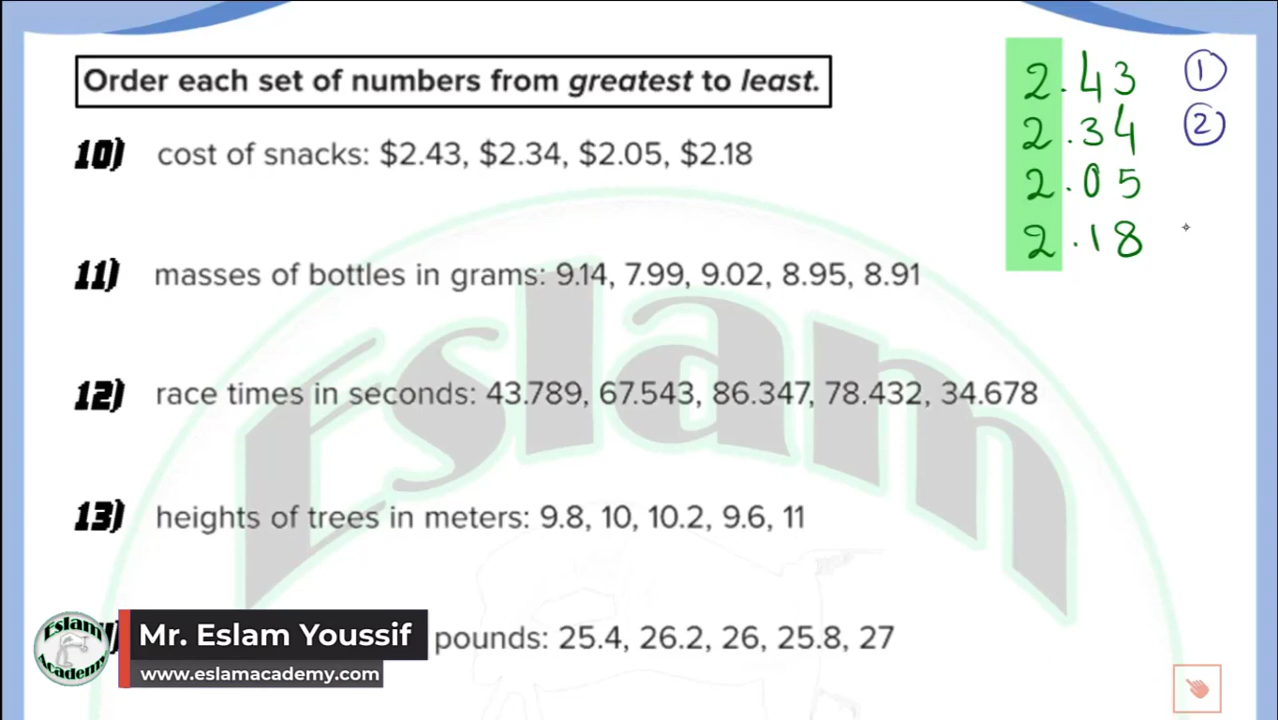 Order each set of numbers from greatest to least.
10) cost of snacks: $2.43, $2.34, $2.05, $2.18
2.43 1
2.34 2
2.05
2.18
11) masses of bottles in grams: 9.14, 7.99, 9.02, 8.95, 8.91
12) race times in seconds: 43.789, 67.543, 86.347, 78.432, 34.678
13) heights of trees in meters: 9.8, 10, 10.2, 9.6, 11
pounds: 25.4, 26.2, 26, 25.8, 27
Eslam
Eslam
Academy
Mr. Eslam Youssif
www.eslamacademy.com